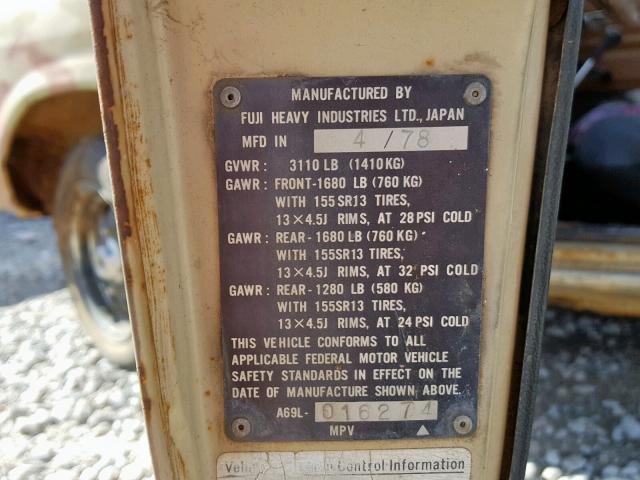 MANUFACTURED BY
FUJI HEAVY INDUSTRIES LTD., JAPAN
MFD IN 4 / 78
GVWR : 3110 LB (1410 KG)
GAWR : FRONT-1680 LB (760 KG)
WITH 155SR13 TIRES,
13×4.5J RIMS, AT 28 PSI COLD
GAWR : REAR-1680 LB (760 KG)
WITH 155SR13 TIRES,
13×4.5J RIMS, AT 32 PSI COLD
GAWR : REAR-1280 LB (580 KG)
WITH 155SR13 TIRES,
13×4.5J RIMS, AT 24 PSI COLD
THIS VEHICLE CONFORMS TO ALL
APPLICABLE FEDERAL MOTOR VEHICLE
SAFETY STANDARDS IN EFFECT ON THE
DATE OF MANUFACTURE SHOWN ABOVE.
A69L- 016274
MPV
Control Information